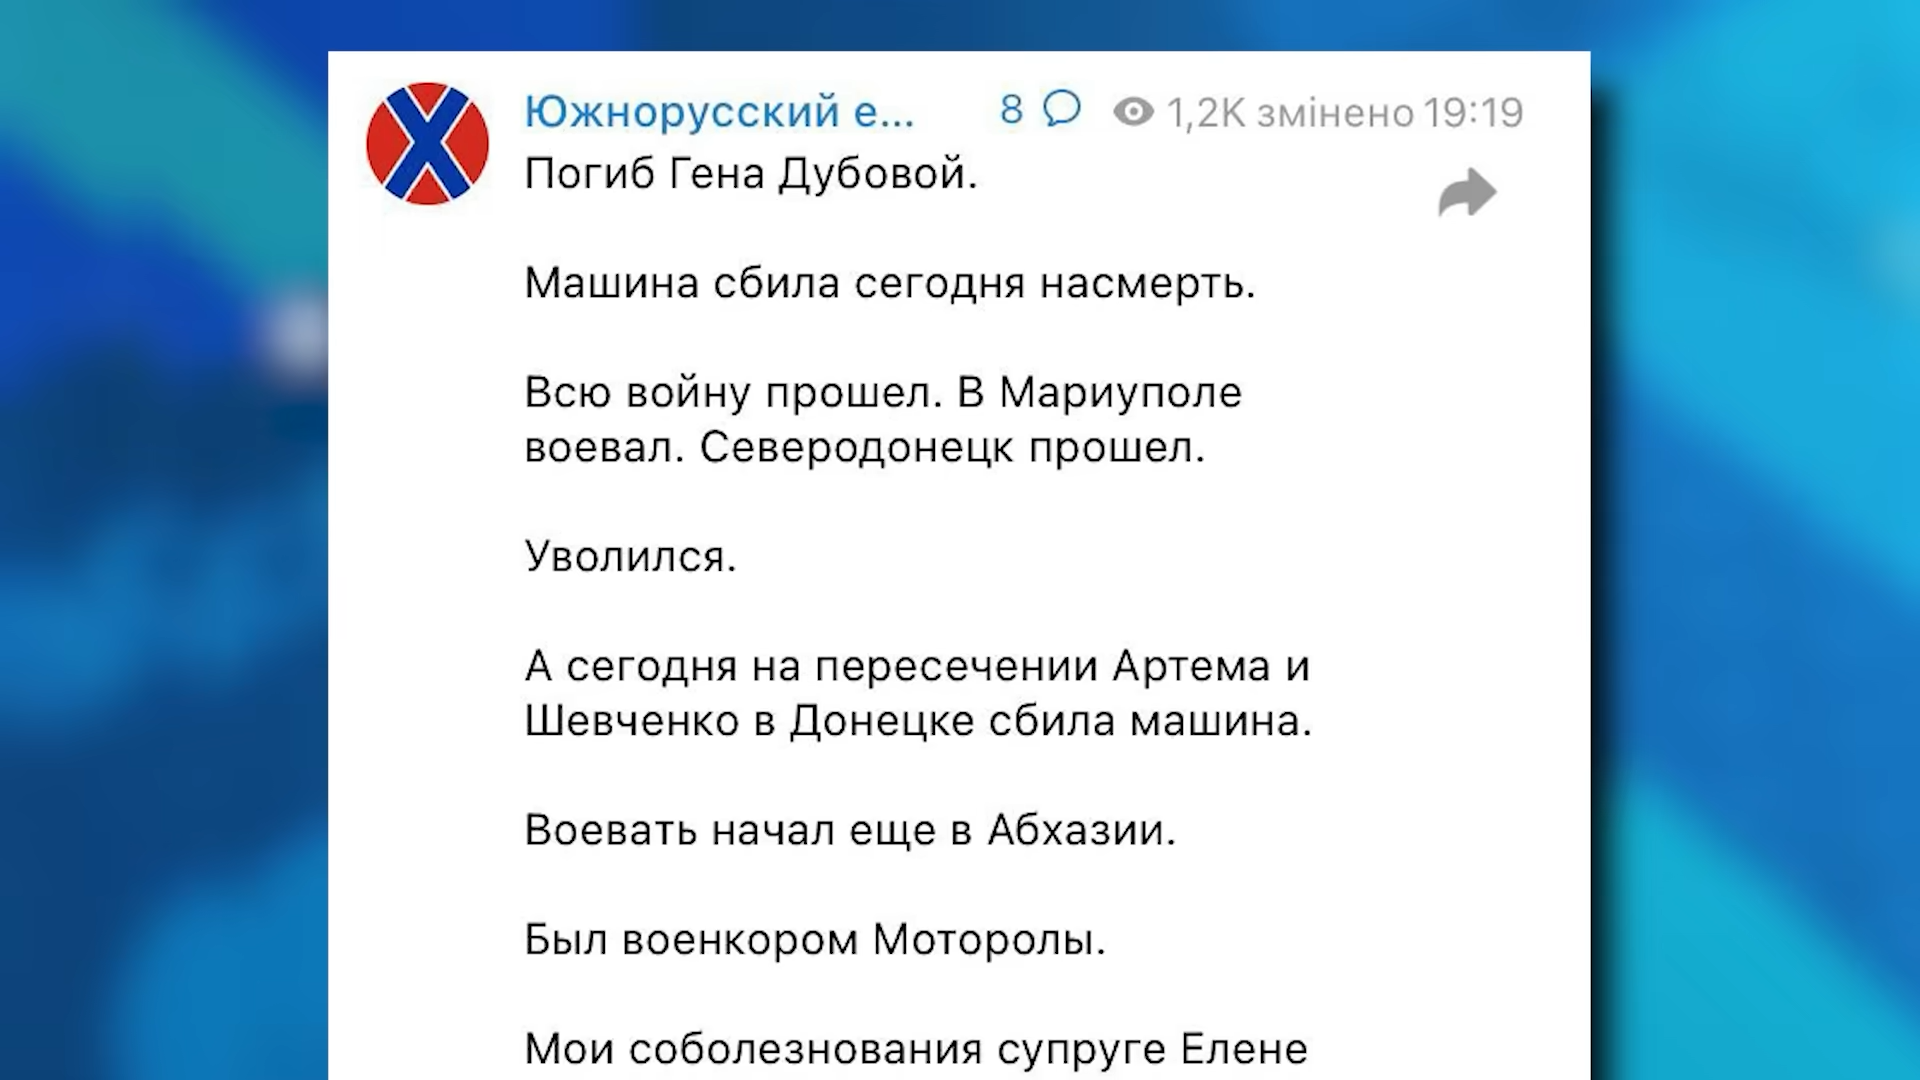 Южнорусский е... 8 1,2K змінено 19:19
Погиб Гена Дубовой.
Машина сбила сегодня насмерть.
Всю войну прошел. В Мариуполе
воевал. Северодонецк прошел.
Уволился.
А сегодня на пересечении Артема и
Шевченко в Донецке сбила машина.
Воевать начал еще в Абхазии.
Был военкором Моторолы.
Мои соболезнования супруге Елене